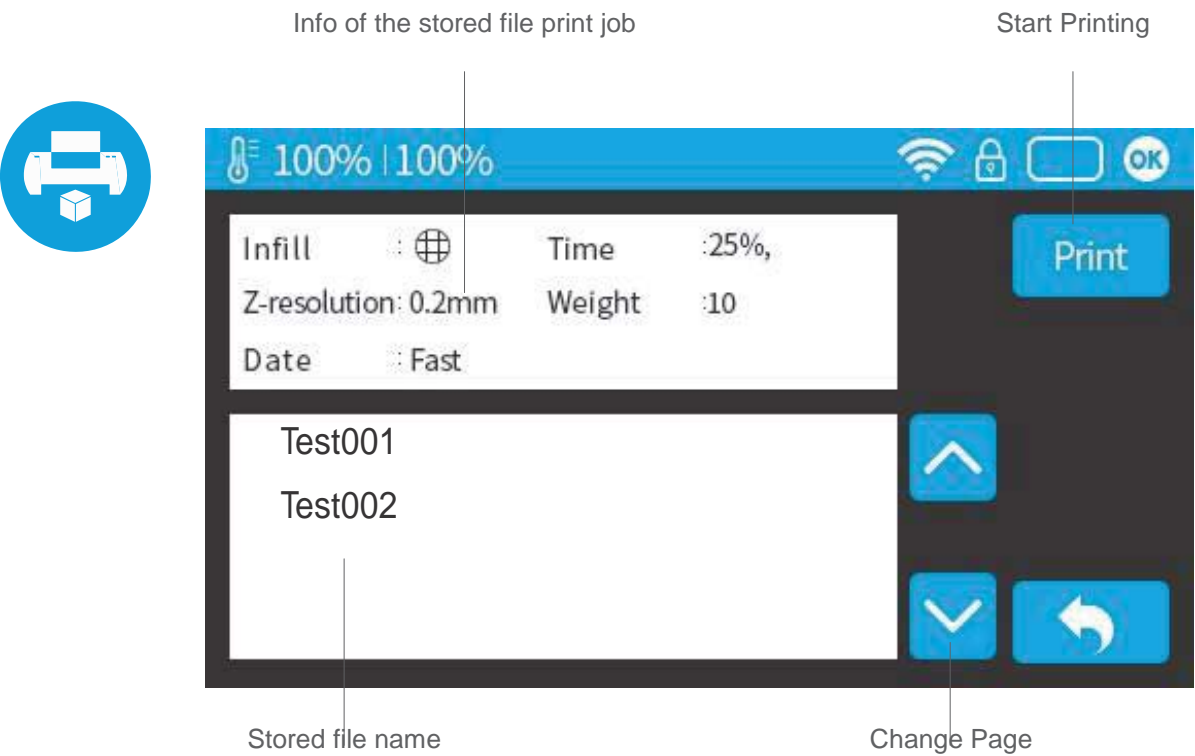 Info of the stored file print job
Start Printing
100% | 100%
OK
Infill : Time :25%,
Print
Z-resolution: 0.2mm Weight :10
Date : Fast
Test001
Test002
Stored file name
Change Page